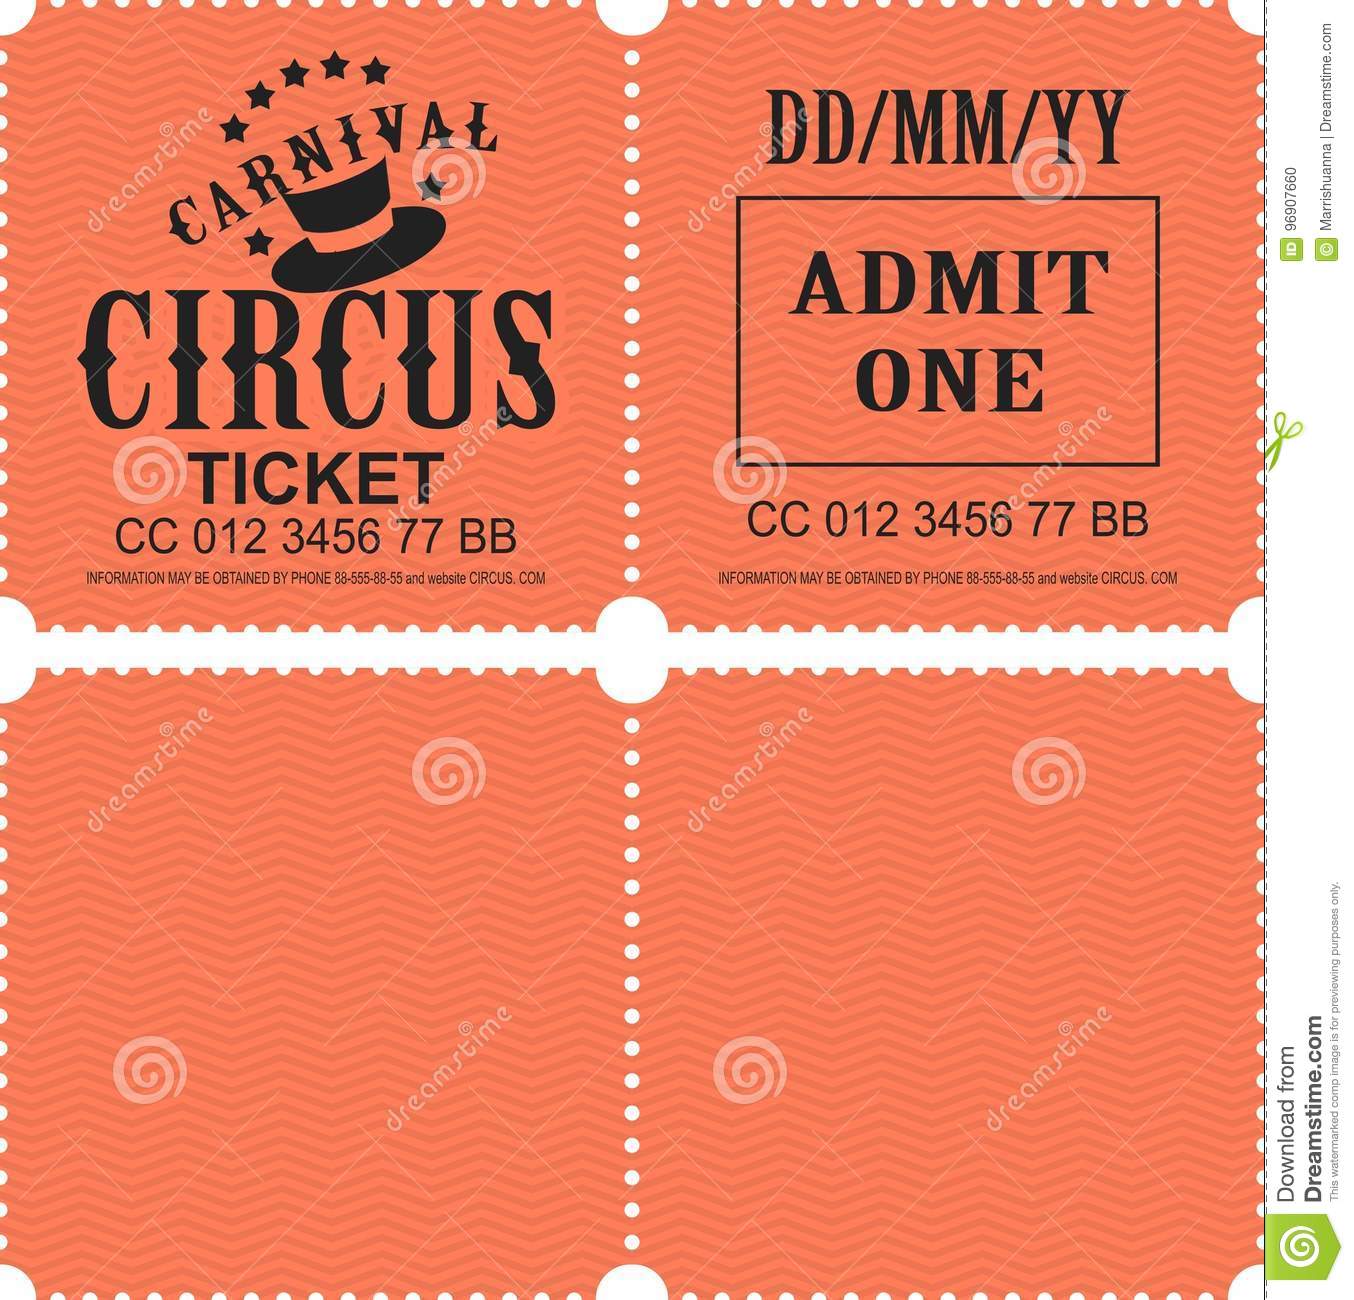 CARNIVAL
CIRCUS
TICKET
CC 012 3456 77 BB
INFORMATION MAY BE OBTAINED BY PHONE 88-555-88-55 and website CIRCUS. COM
DD/MM/YY
ADMIT
ONE
CC 012 3456 77 BB
INFORMATION MAY BE OBTAINED BY PHONE 88-555-88-55 and website CIRCUS. COM
dreamstime
dreamstime
dreamstime
dreamstime
dreamstime
dreamstime
dreamstime
dreamstime
ID 96907660
© Marrishuanna | Dreamstime.com
Download from
Dreamstime.com
This watermarked comp image is for previewing purposes only.